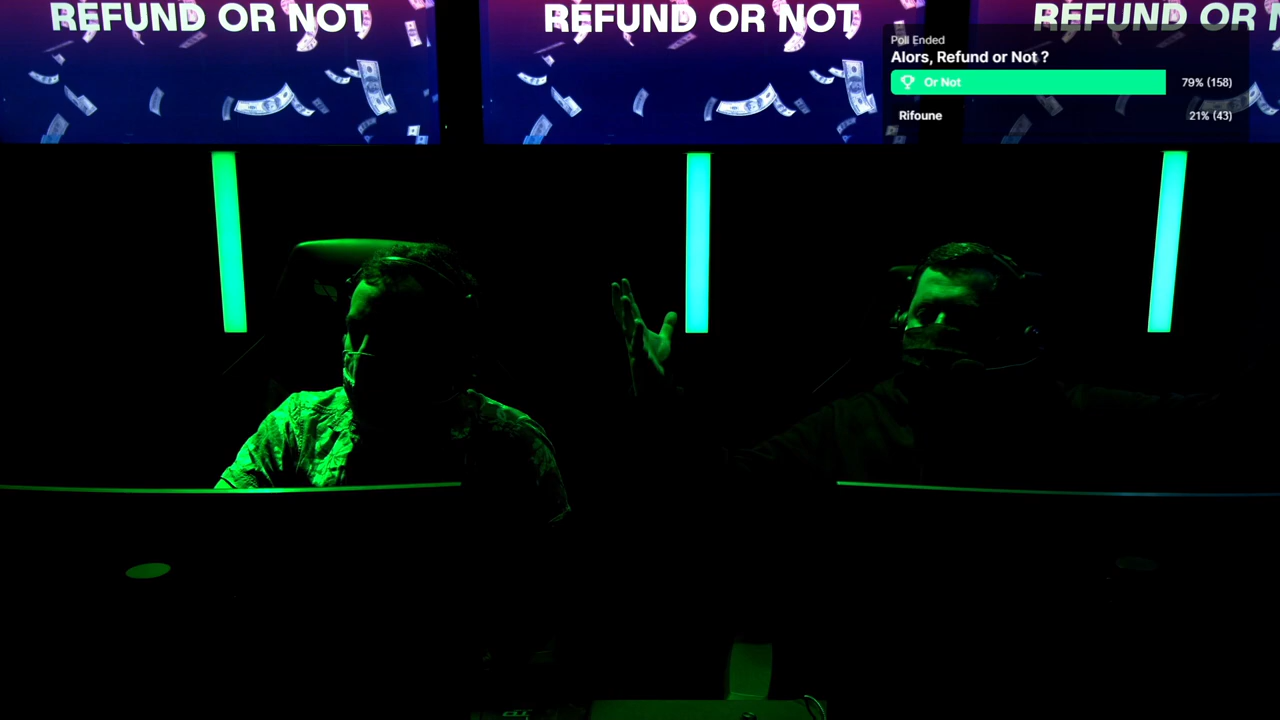 REFUND OR NOT
REFUND OR NOT
REFUND OR N
Poll Ended
Alors, Refund or Not ?
Or Not 79% (158)
Rifoune 21% (43)